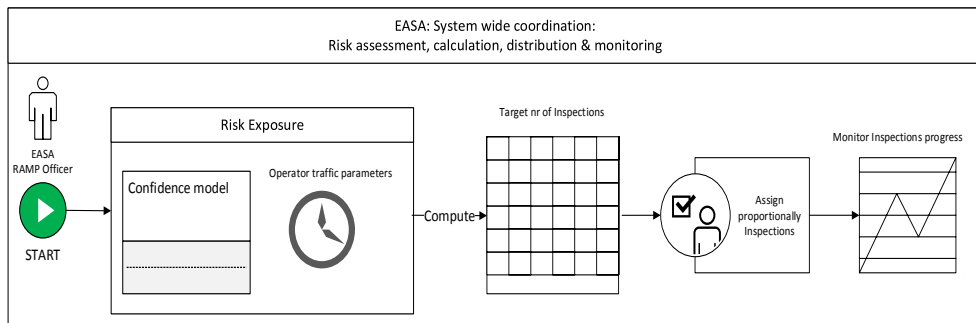 EASA: System wide coordination:
Risk assessment, calculation, distribution & monitoring
EASA
RAMP Officer
START
Risk Exposure
Confidence model
Operator traffic parameters
Compute
Target nr of Inspections
Assign
proportionally
Inspections
Monitor Inspections progress